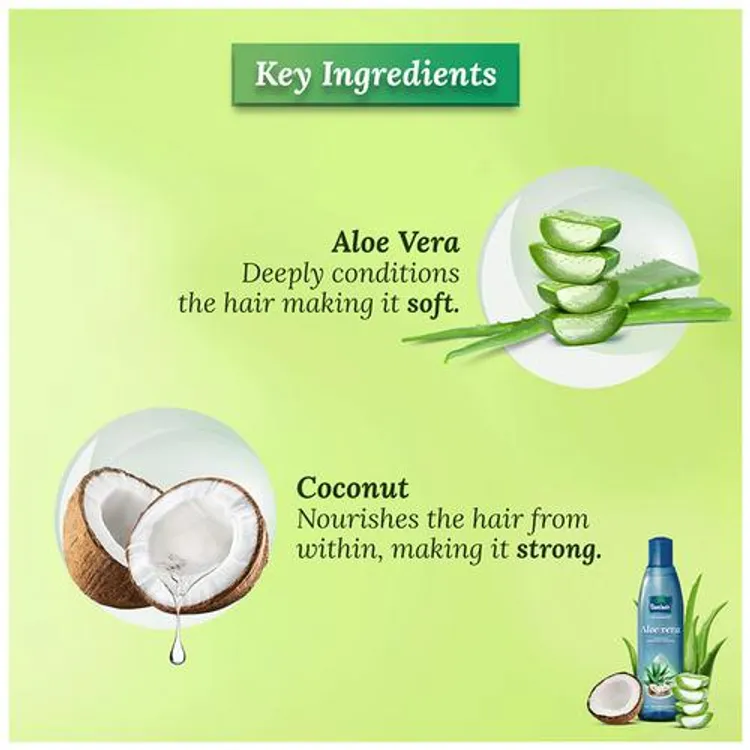 Key Ingredients
Aloe Vera
Deeply conditions
the hair making it soft.
Coconut
Nourishes the hair from
within, making it strong.
Parachute
Aloe vera